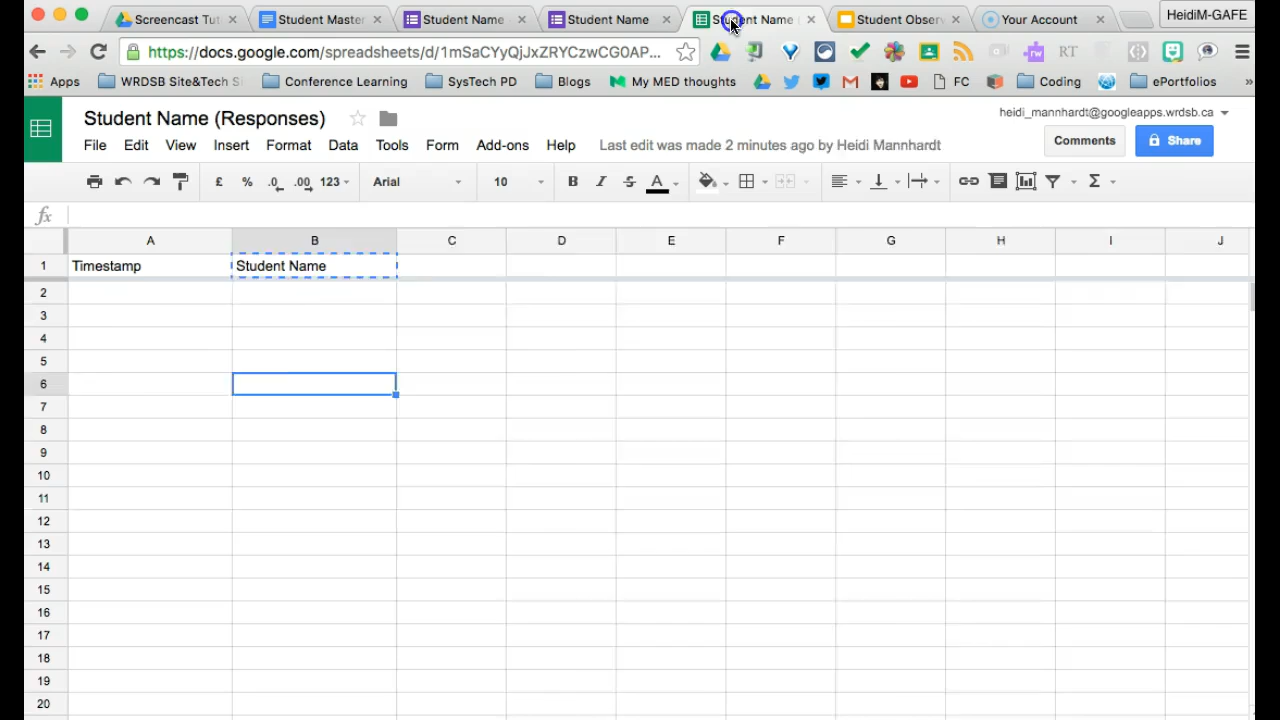 Screencast Tut
Student Master
Student Name
Student Name
Student Name
Student Obser
Your Account
HeidiM-GAFE
https://docs.google.com/spreadsheets/d/1mSaCYyQjJxZRYCzwCG0AP...
RT
Apps
WRDSB Site&Tech S
Conference Learning
SysTech PD
Blogs
My MED thoughts
FC
Coding
ePortfolios
»
Student Name (Responses)
heidi_mannhardt@googleapps.wrdsb.ca
File Edit View Insert Format Data Tools Form Add-ons Help Last edit was made 2 minutes ago by Heidi Mannhardt
Comments
Share
£ % .0 .00 123 Arial 10 B I S A Σ
fx
A B C D E F G H I J
1 Timestamp Student Name
2
3
4
5
6
7
8
9
10
11
12
13
14
15
16
17
18
19
20